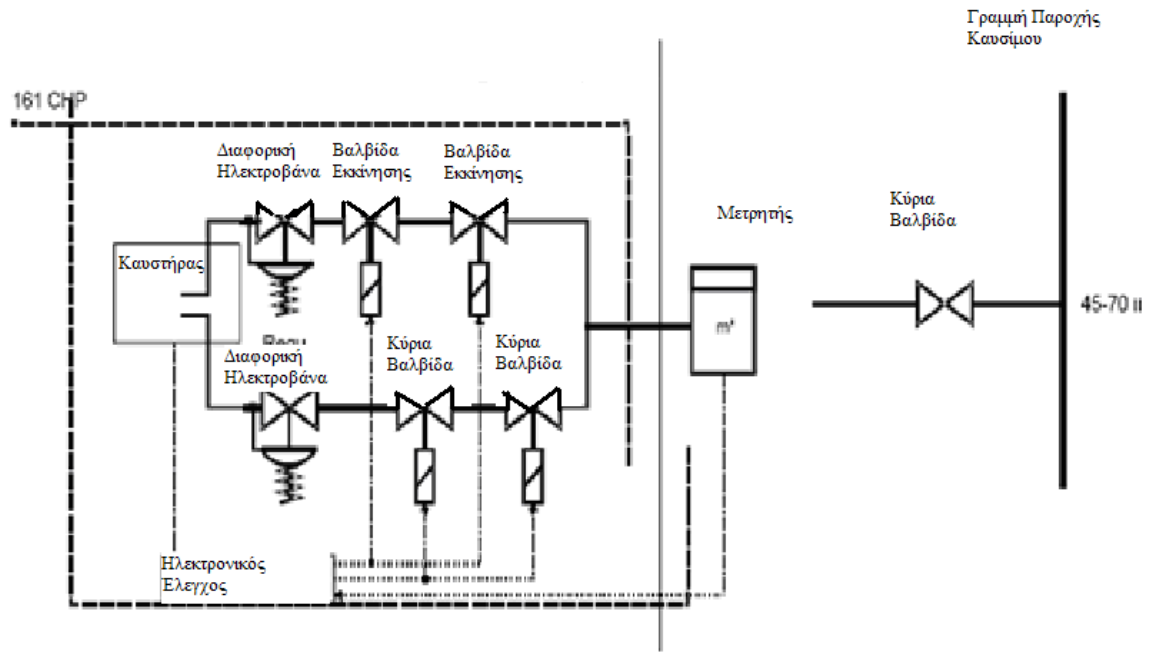 Γραμμή Παροχής
Καυσίμου
161 CHP
Διαφορική
Ηλεκτροβάνα
Βαλβίδα
Εκκίνησης
Βαλβίδα
Εκκίνησης
Μετρητής
Κύρια
Βαλβίδα
Καυστήρας
m³
45-70
Κύρια
Βαλβίδα
Κύρια
Βαλβίδα
Διαφορική
Ηλεκτροβάνα
Ηλεκτρονικός
Έλεγχος